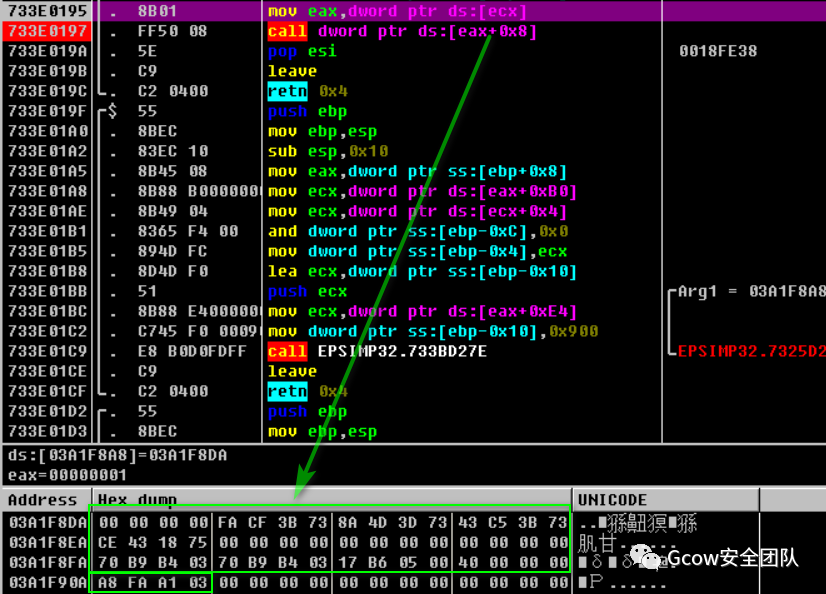 733E0195 . 8B01 mov eax,dword ptr ds:[ecx]
733E0197 . FF50 08 call dword ptr ds:[eax+0x8]
733E019A . 5E pop esi 0018FE38
733E019B . C9 leave
733E019C . C2 0400 retn 0x4
733E019F $ 55 push ebp
733E01A0 . 8BEC mov ebp,esp
733E01A2 . 83EC 10 sub esp,0x10
733E01A5 . 8B45 08 mov eax,dword ptr ss:[ebp+0x8]
733E01A8 . 8B88 B0000000 mov ecx,dword ptr ds:[eax+0xB0]
733E01AE . 8B49 04 mov ecx,dword ptr ds:[ecx+0x4]
733E01B1 . 8365 F4 00 and dword ptr ss:[ebp-0xC],0x0
733E01B5 . 894D FC mov dword ptr ss:[ebp-0x4],ecx
733E01B8 . 8D4D F0 lea ecx,dword ptr ss:[ebp-0x10]
733E01BB . 51 push ecx Arg1 = 03A1F8A8
733E01BC . 8B88 E4000000 mov ecx,dword ptr ds:[eax+0xE4]
733E01C2 . C745 F0 0009 mov dword ptr ss:[ebp-0x10],0x900
733E01C9 . E8 B0D0FDFF call EPSIMP32.733BD27E EPSIMP32.7325D2
733E01CE . C9 leave
733E01CF . C2 0400 retn 0x4
733E01D2 . 55 push ebp
733E01D3 . 8BEC mov ebp,esp
ds:[03A1F8A8]=03A1F8DA
eax=00000001
Address Hex dump UNICODE
03A1F8DA 00 00 00 00 FA CF 3B 73 8A 4D 3D 73 43 C5 3B 73
03A1F8EA CE 43 18 75 00 00 00 00 00 00 00 00 00 00 00 00
03A1F8FA 70 B9 B4 03 70 B9 B4 03 17 B6 05 00 40 00 00 00
03A1F90A A8 FA A1 03 00 00 00 00 00 00 00 00 00 00 00 00
Gcow安全团队